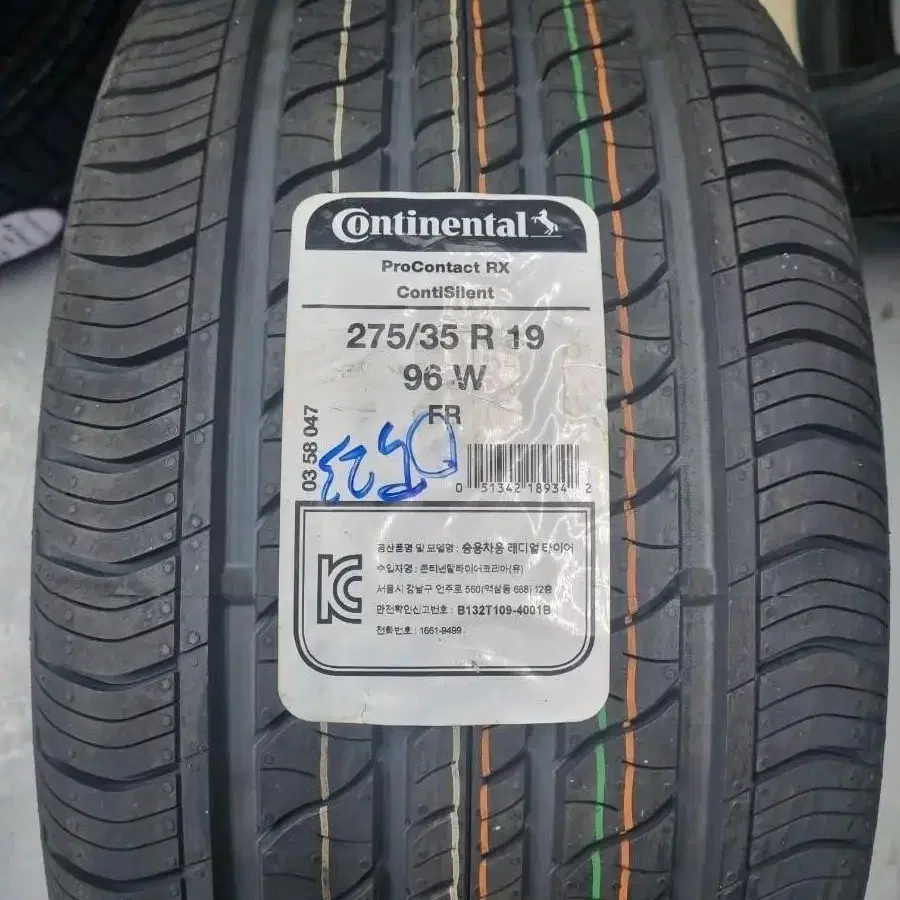 Continental
ProContact RX
ContiSilent
275/35 R 19
96 W
FR
03 58 047
0523
0 51342 18934 2
공산품명 및 모델명 : 승용차용 래디얼 타이어
수입자명 : 콘티넨탈타이어코리아(유)
서울시 강남구 언주로 560(역삼동 668) 12층
안전확인신고번호 : B132T109-4001B
전화번호 : 1661-9499